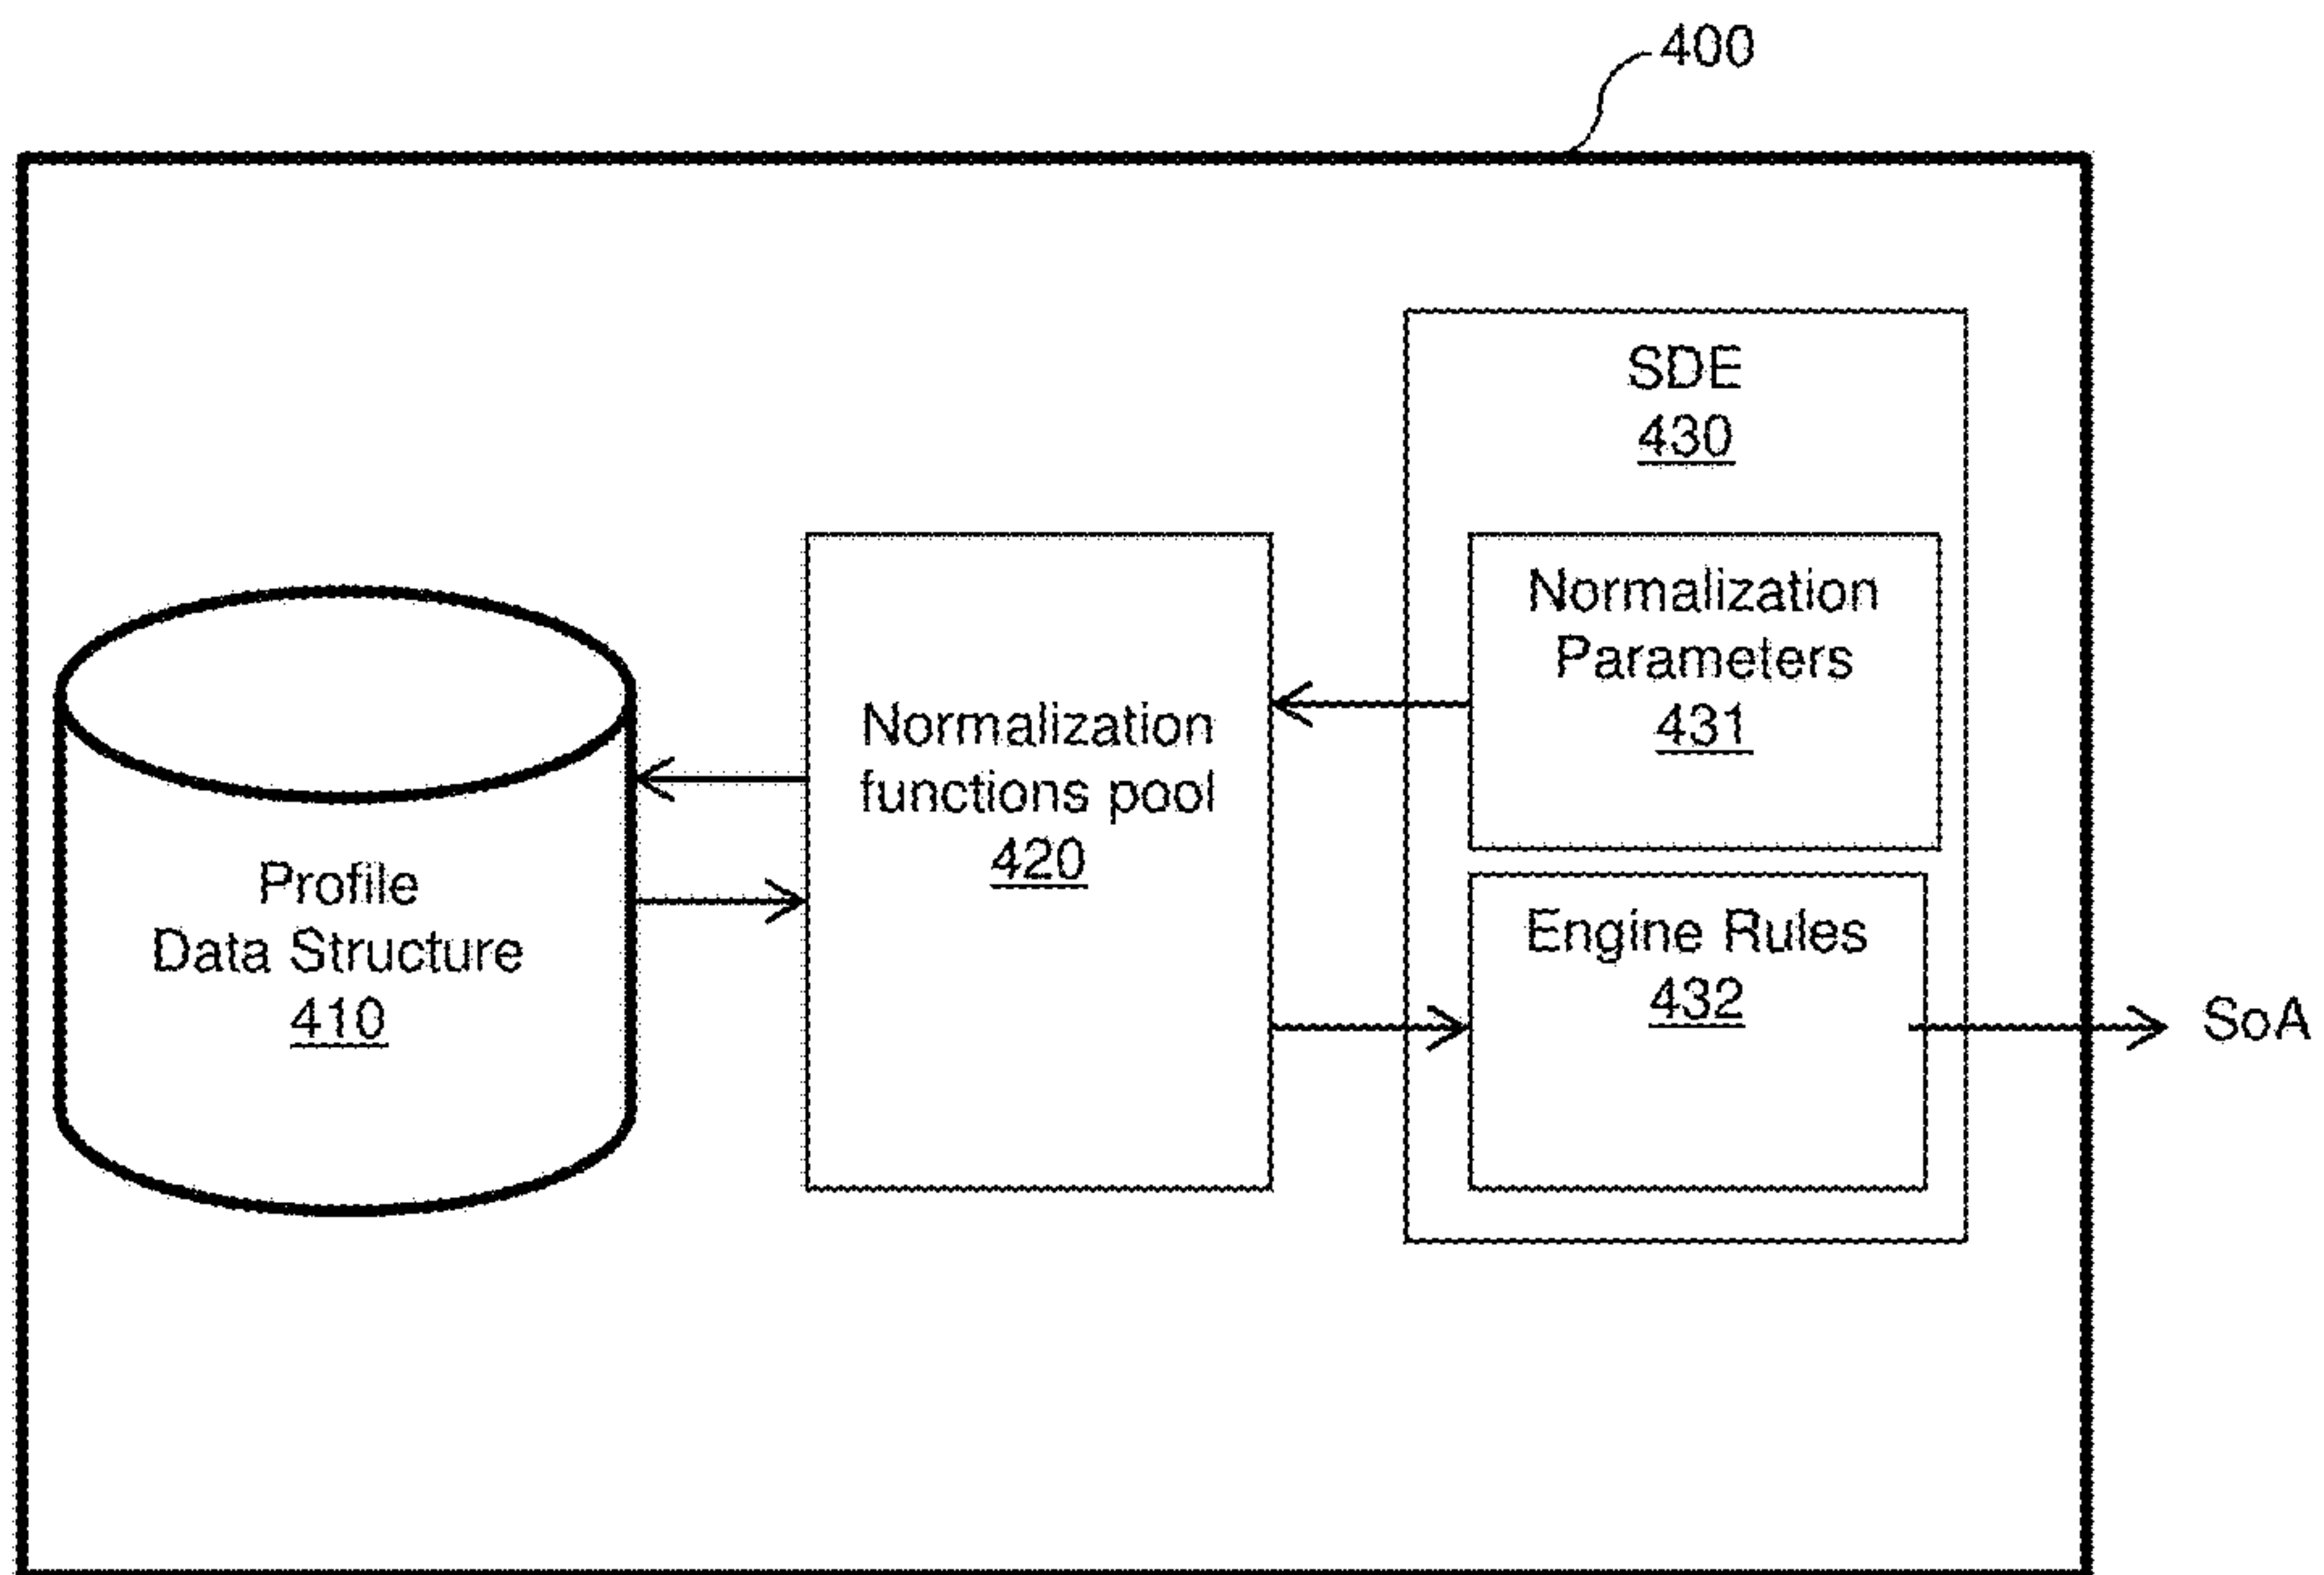 400
SDE
430
Normalization
Parameters
431
Normalization
functions pool
420
Profile
Data Structure
410
Engine Rules
432
SoA